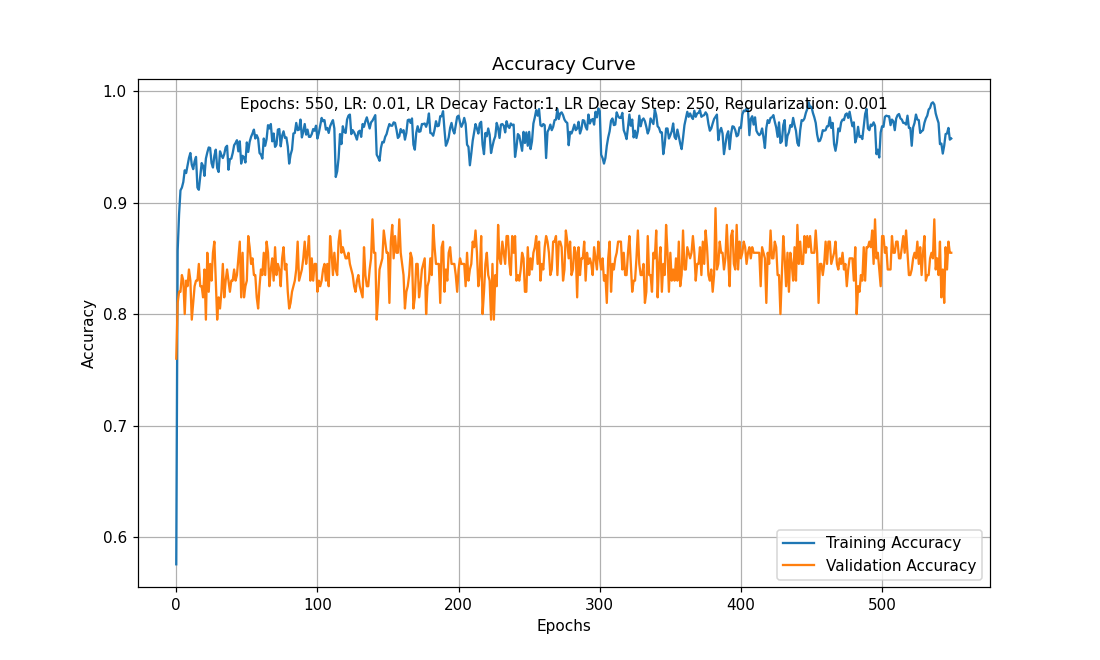 Accuracy Curve
Epochs: 550, LR: 0.01, LR Decay Factor:1, LR Decay Step: 250, Regularization: 0.001
1.0
0.9
0.8
0.7
0.6
Accuracy
Training Accuracy
Validation Accuracy
0 100 200 300 400 500
Epochs